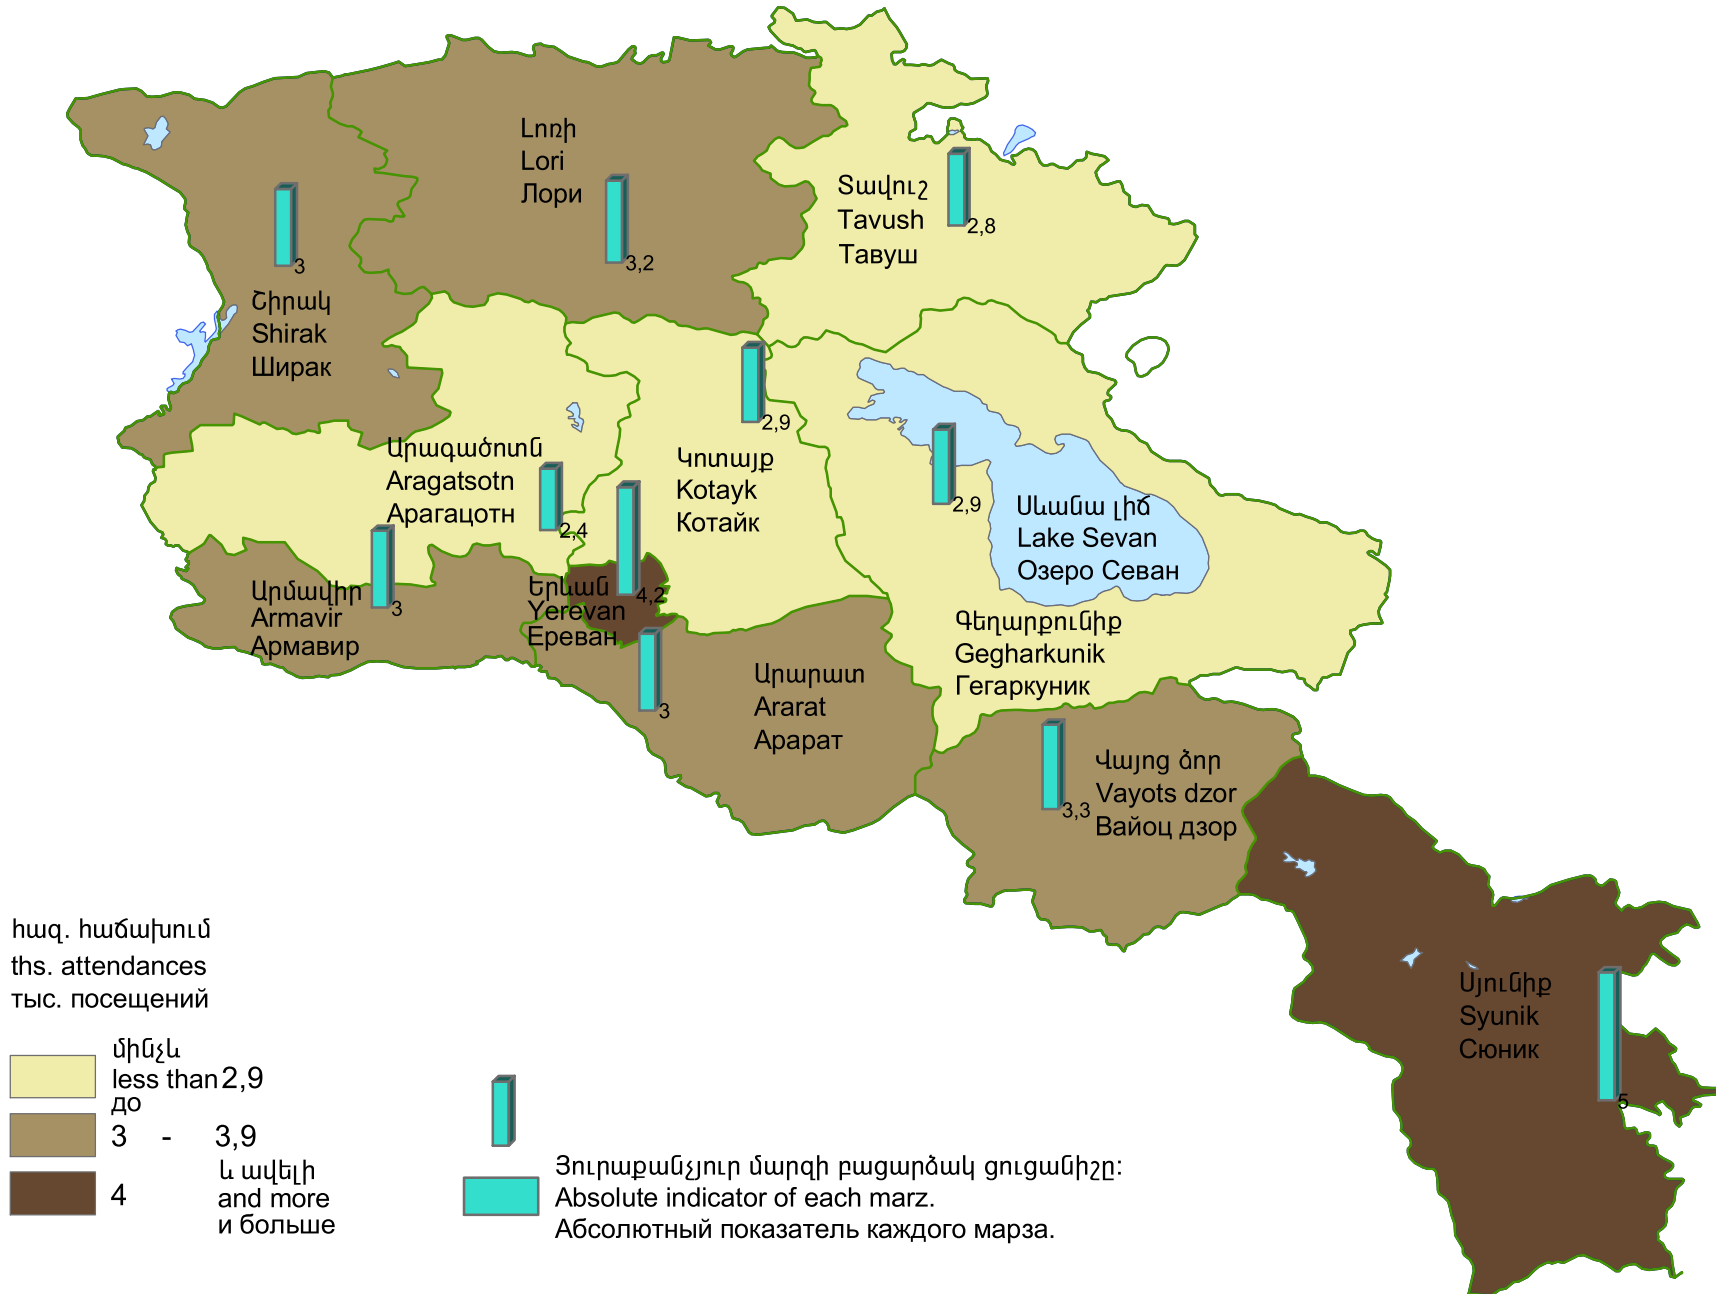 Լոռի
Lori
Лори
3,2
Տավուշ
Tavush
Тавуш
2,8
3
Շիրակ
Shirak
Ширак
2,9
Արագածոտն
Aragatsotn
Арагацотн
2,4
Կոտայք
Kotayk
Котайк
2,9
Սևանա լիճ
Lake Sevan
Озеро Севан
Արմավիր
Armavir
Армавир
3
Երևան
Yerevan
Ереван
4,2
Գեղարքունիք
Gegharkunik
Гегаркуник
3
Արարատ
Ararat
Арарат
3,3
Վայոց ձոր
Vayots dzor
Вайоц дзор
Սյունիք
Syunik
Сюник
5
հազ. հաճախում
ths. attendances
тыс. посещений
մինչև
less than 2,9
до
3 - 3,9
4
և ավելի
and more
и больше
Յուրաքանչյուր մարզի բացարձակ ցուցանիշը:
Absolute indicator of each marz.
Абсолютный показатель каждого марза.